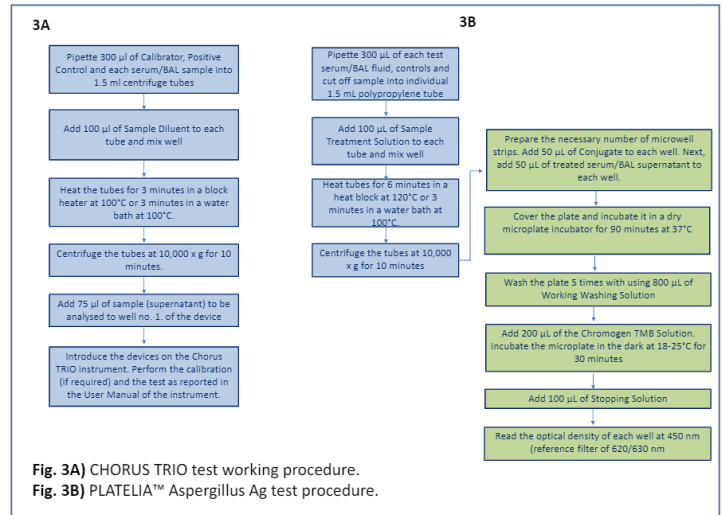 3A
Pipette 300 µl of Calibrator, Positive
Control and each serum/BAL sample into
1.5 ml centrifuge tubes
Add 100 µl of Sample Diluent to each
tube and mix well
Heat the tubes for 3 minutes in a block
heater at 100°C or 3 minutes in a water
bath at 100°C.
Centrifuge the tubes at 10,000 x g for 10
minutes.
Add 75 µl of sample (supernatant) to be
analysed to well no. 1. of the device
Introduce the devices on the Chorus
TRIO instrument. Perform the calibration
(if required) and the test as reported in
the User Manual of the instrument.
3B
Pipette 300 µL of each test
serum/BAL fluid, controls and
cut off sample into individual
1.5 mL polypropylene tube
Add 100 µL of Sample
Treatment Solution to each
tube and mix well
Heat tubes for 6 minutes in a
heat block at 120°C or 3
minutes in a water bath at
100°C.
Centrifuge the tubes at 10,000
x g for 10 minutes
Prepare the necessary number of microwell
strips. Add 50 µL of Conjugate to each well. Next,
add 50 µL of treated serum/BAL supernatant to
each well.
Cover the plate and incubate it in a dry
microplate incubator for 90 minutes at 37°C
Wash the plate 5 times with using 800 µL of
Working Washing Solution
Add 200 µL of the Chromogen TMB Solution.
Incubate the microplate in the dark at 18-25°C for
30 minutes
Add 100 µL of Stopping Solution
Read the optical density of each well at 450 nm
(reference filter of 620/630 nm
Fig. 3A) CHORUS TRIO test working procedure.
Fig. 3B) PLATELIA™ Aspergillus Ag test procedure.